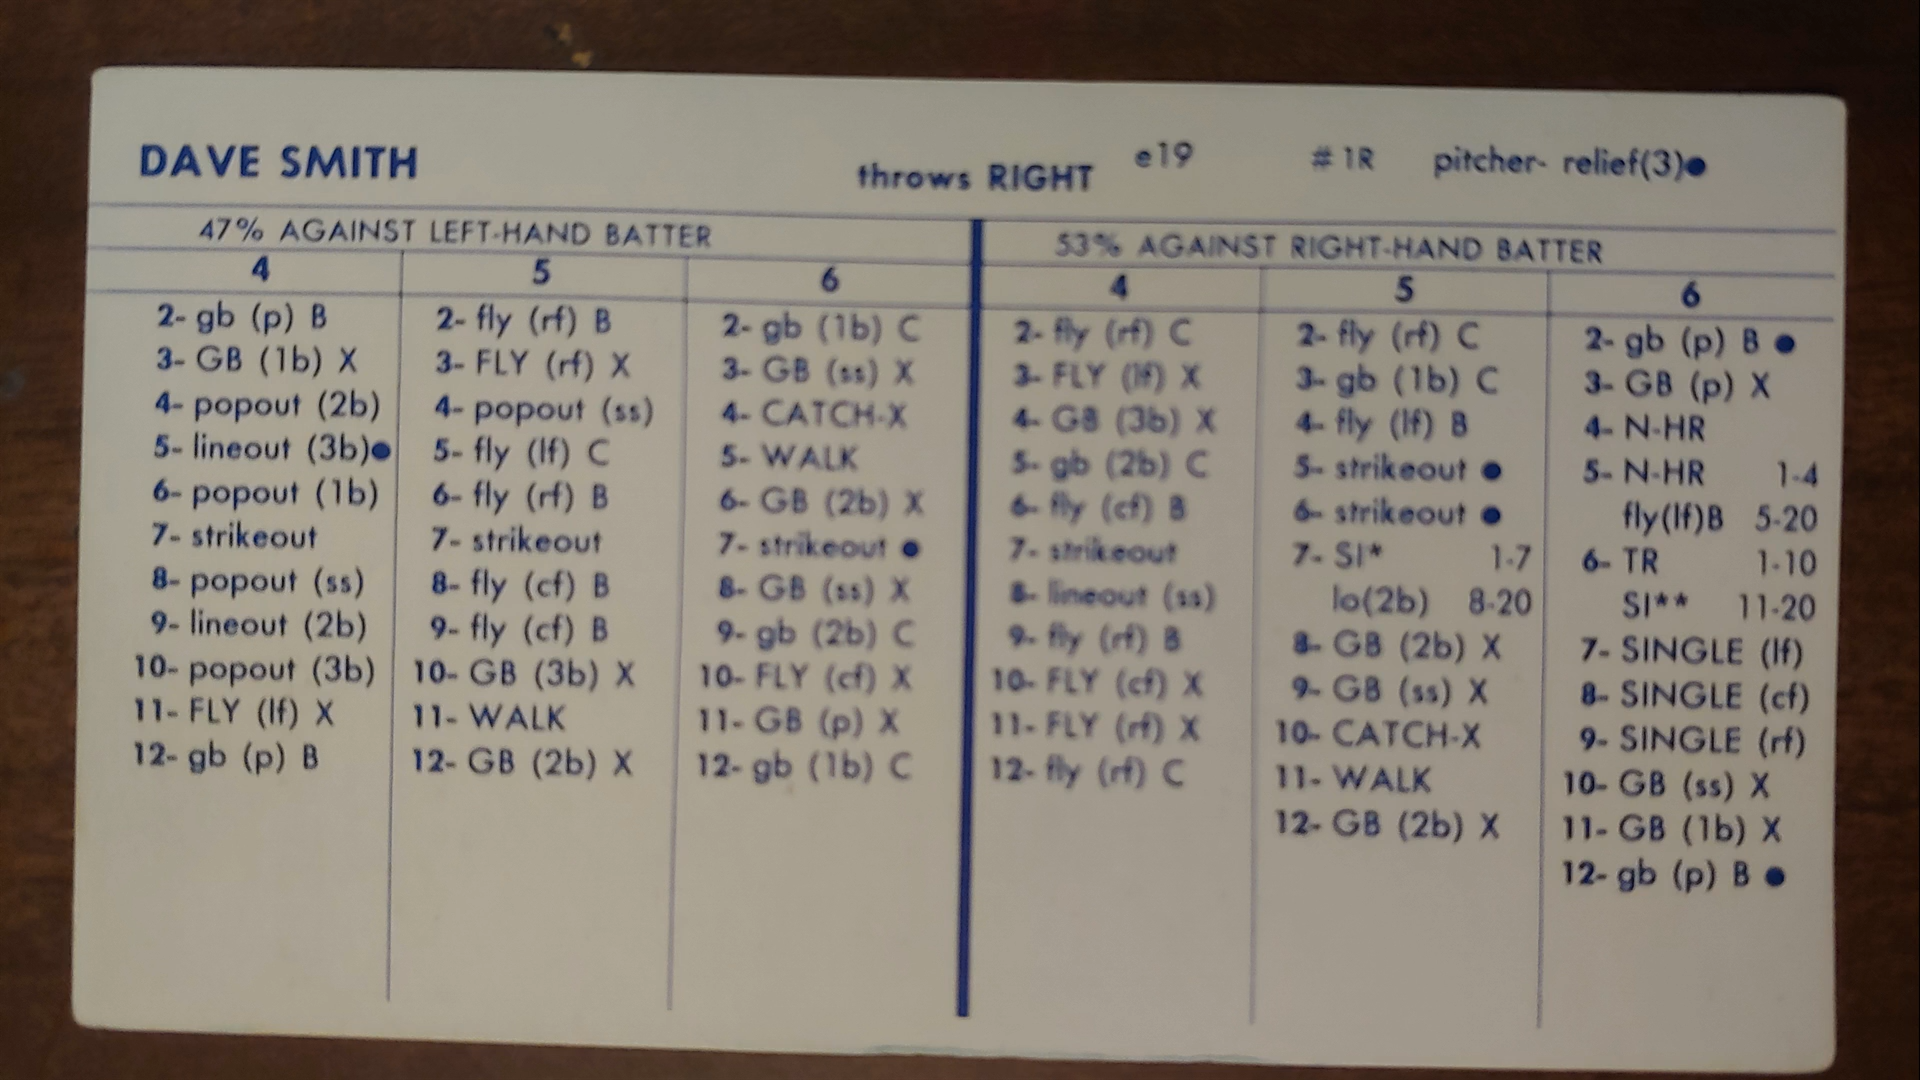 DAVE SMITH throws RIGHT e19 # 1R pitcher- relief(3)●
47% AGAINST LEFT-HAND BATTER
4
2- gb (p) B
3- GB (1b) X
4- popout (2b)
5- lineout (3b)●
6- popout (1b)
7- strikeout
8- popout (ss)
9- lineout (2b)
10- popout (3b)
11- FLY (lf) X
12- gb (p) B
5
2- fly (rf) B
3- FLY (rf) X
4- popout (ss)
5- fly (lf) C
6- fly (rf) B
7- strikeout
8- fly (cf) B
9- fly (cf) B
10- GB (3b) X
11- WALK
12- GB (2b) X
6
2- gb (1b) C
3- GB (ss) X
4- CATCH-X
5- WALK
6- GB (2b) X
7- strikeout ●
8- GB (ss) X
9- gb (2b) C
10- FLY (cf) X
11- GB (p) X
12- gb (1b) C
53% AGAINST RIGHT-HAND BATTER
4
2- fly (rf) C
3- FLY (lf) X
4- GB (3b) X
5- gb (2b) C
6- fly (cf) B
7- strikeout
8- lineout (ss)
9- fly (rf) B
10- FLY (cf) X
11- FLY (rf) X
12- fly (rf) C
5
2- fly (rf) C
3- gb (1b) C
4- fly (lf) B
5- strikeout ●
6- strikeout ●
7- SI* 1-7
lo(2b) 8-20
8- GB (2b) X
9- GB (ss) X
10- CATCH-X
11- WALK
12- GB (2b) X
6
2- gb (p) B ●
3- GB (p) X
4- N-HR
5- N-HR 1-4
fly(lf)B 5-20
6- TR 1-10
SI** 11-20
7- SINGLE (lf)
8- SINGLE (cf)
9- SINGLE (rf)
10- GB (ss) X
11- GB (1b) X
12- gb (p) B ●